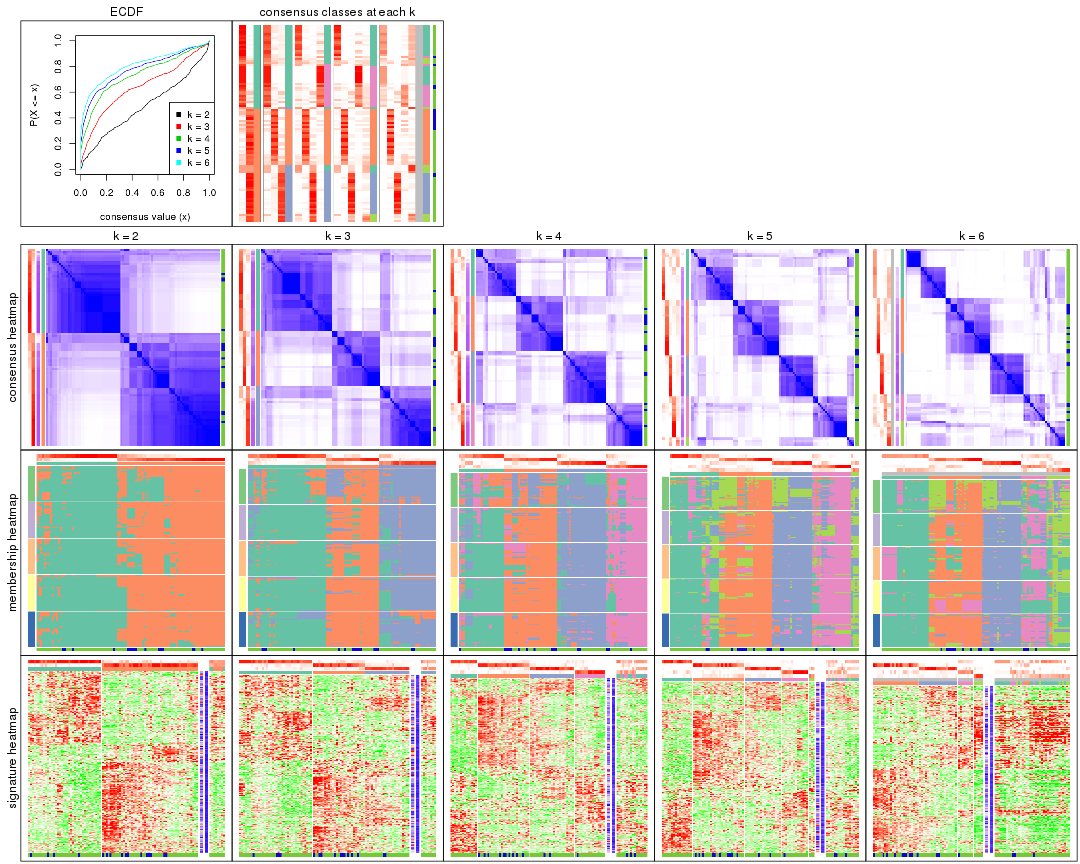 ECDF
consensus classes at each k
P(X <= x)
0.0 0.2 0.4 0.6 0.8 1.0
k = 2
k = 3
k = 4
k = 5
k = 6
0.0 0.2 0.4 0.6 0.8 1.0
consensus value (x)
k = 2
k = 3
k = 4
k = 5
k = 6
consensus heatmap
membership heatmap
signature heatmap